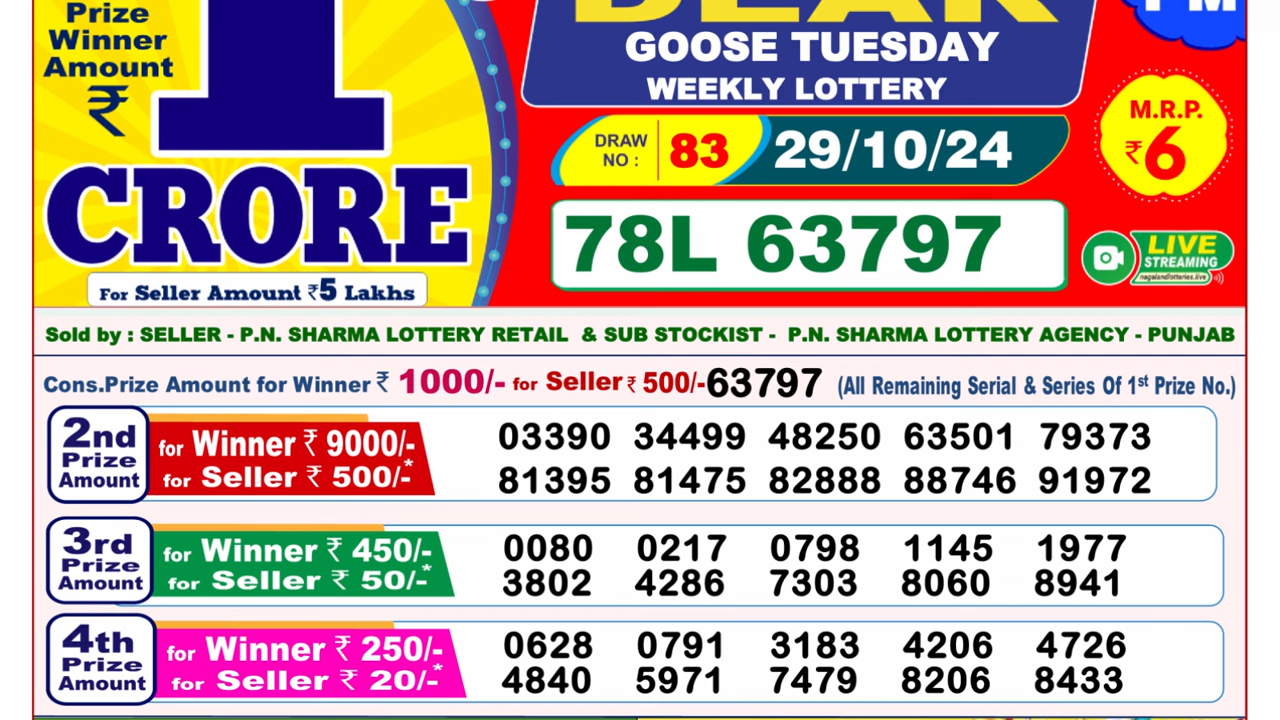 Prize
Winner
Amount
₹
1
CRORE
For Seller Amount ₹5 Lakhs
DEAR
GOOSE TUESDAY
WEEKLY LOTTERY
PM
DRAW NO : 83 29/10/24
M.R.P.
₹6
78L 63797
LIVE
STREAMING
nagalandlotteries.live
Sold by : SELLER - P.N. SHARMA LOTTERY RETAIL & SUB STOCKIST - P.N. SHARMA LOTTERY AGENCY - PUNJAB
Cons.Prize Amount for Winner ₹ 1000/- for Seller ₹ 500/- 63797 (All Remaining Serial & Series Of 1st Prize No.)
2nd
Prize
Amount
for Winner ₹ 9000/-
for Seller ₹ 500/-*
03390 34499 48250 63501 79373
81395 81475 82888 88746 91972
3rd
Prize
Amount
for Winner ₹ 450/-
for Seller ₹ 50/-*
0080 0217 0798 1145 1977
3802 4286 7303 8060 8941
4th
Prize
Amount
for Winner ₹ 250/-
for Seller ₹ 20/-*
0628 0791 3183 4206 4726
4840 5971 7479 8206 8433